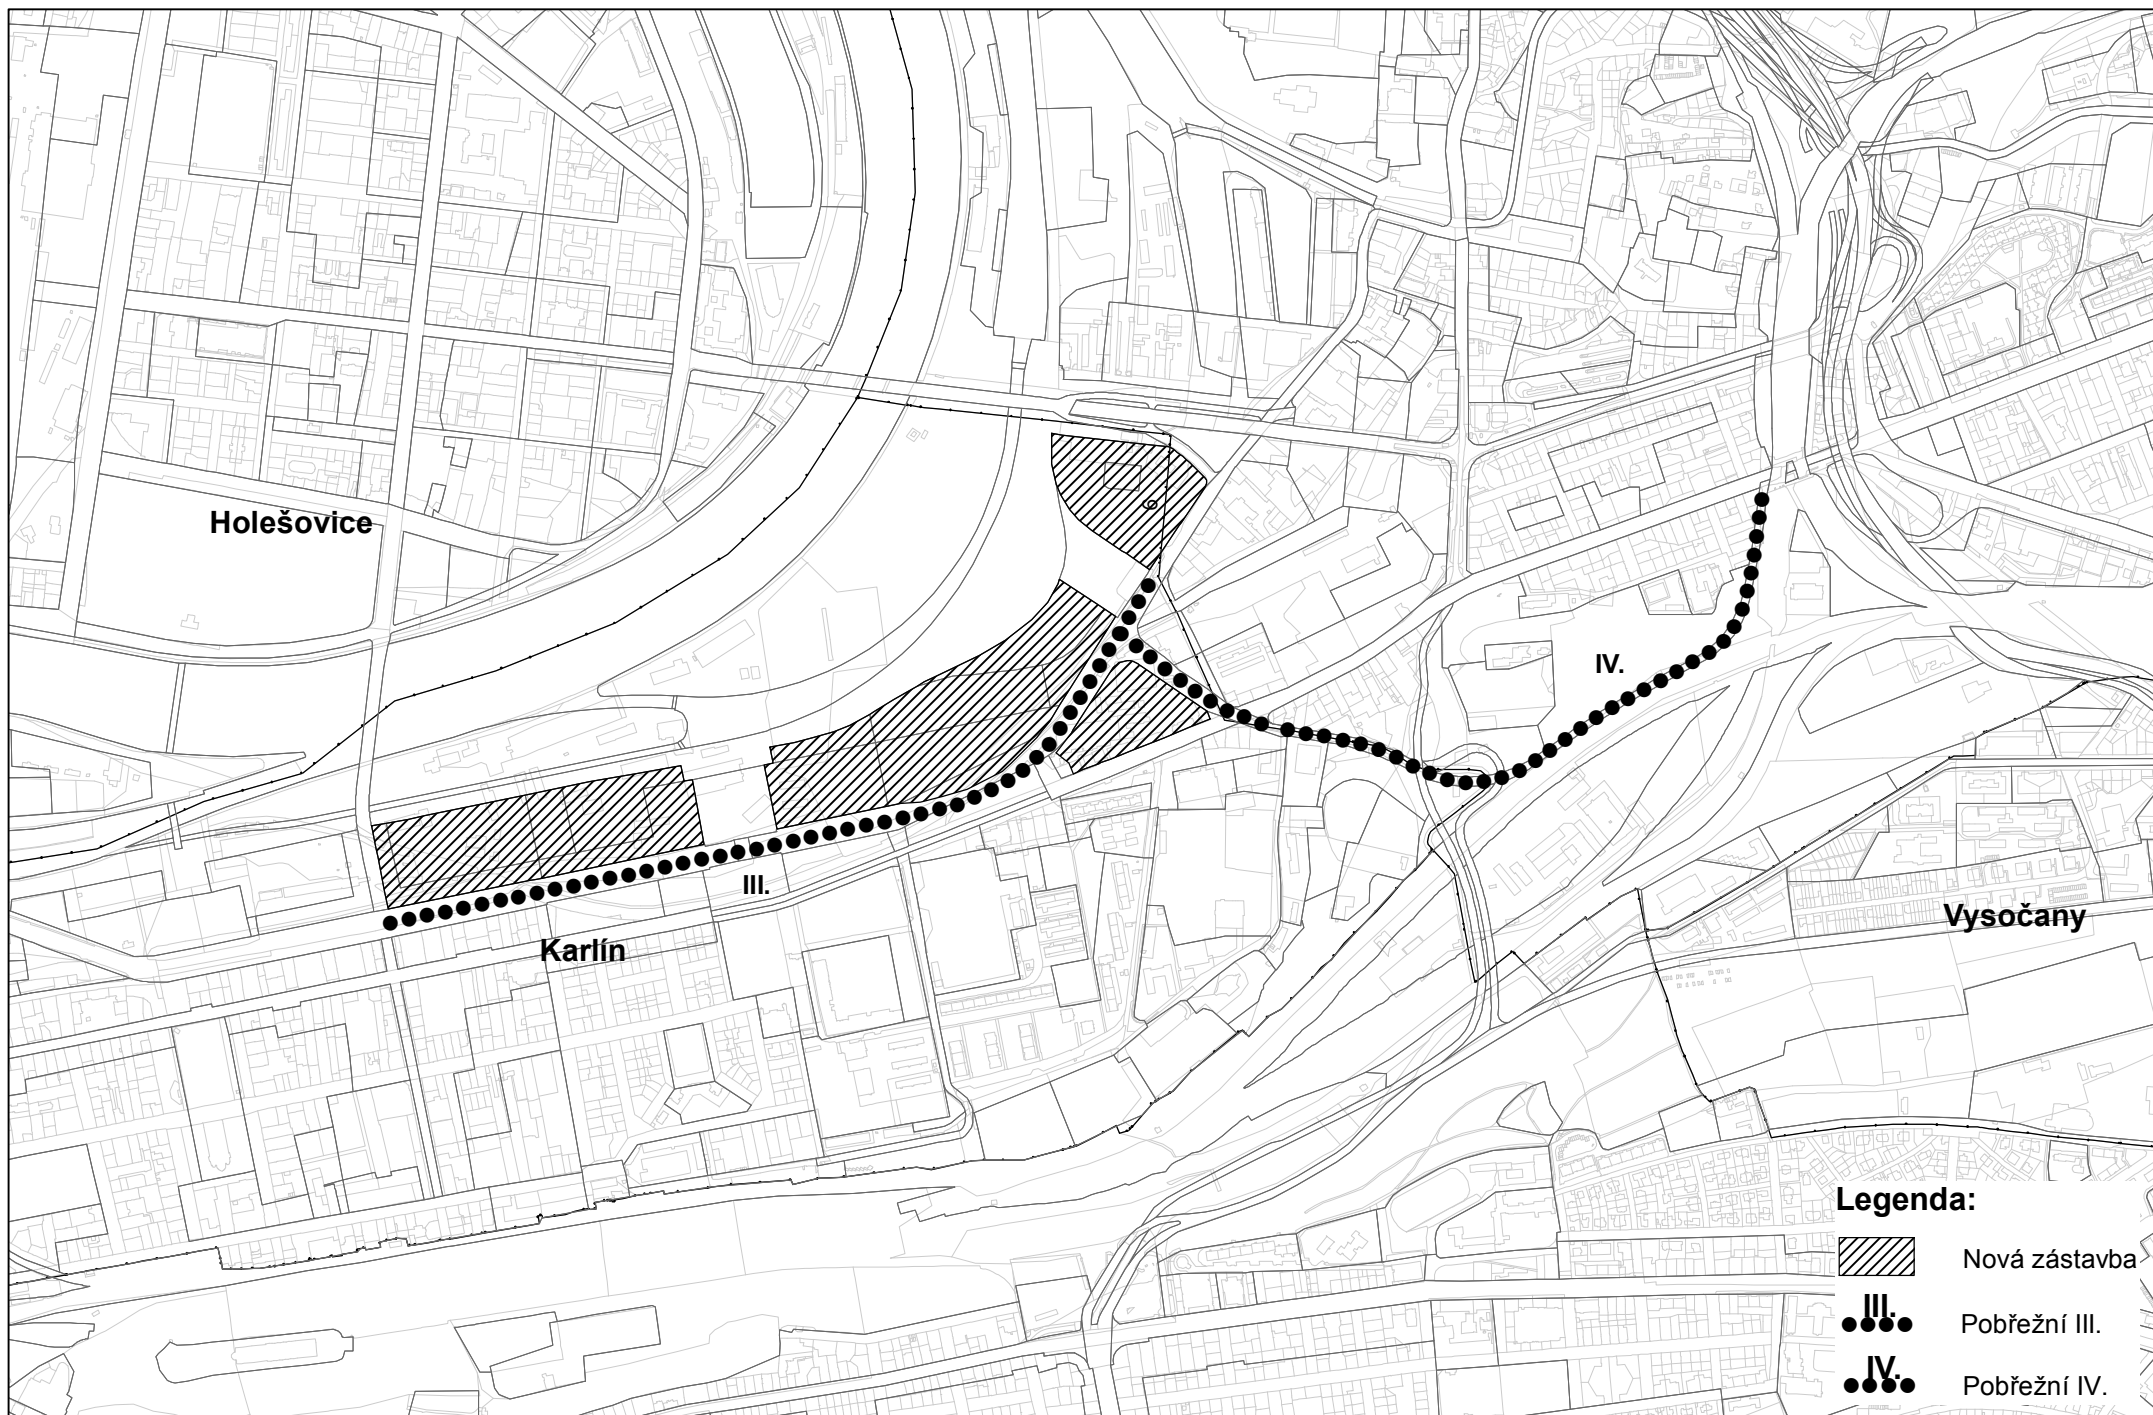 Holešovice
IV.
III.
Karlín
Vysočany
Legenda:
Nová zástavba
III.
Pobřežní III.
IV.
Pobřežní IV.